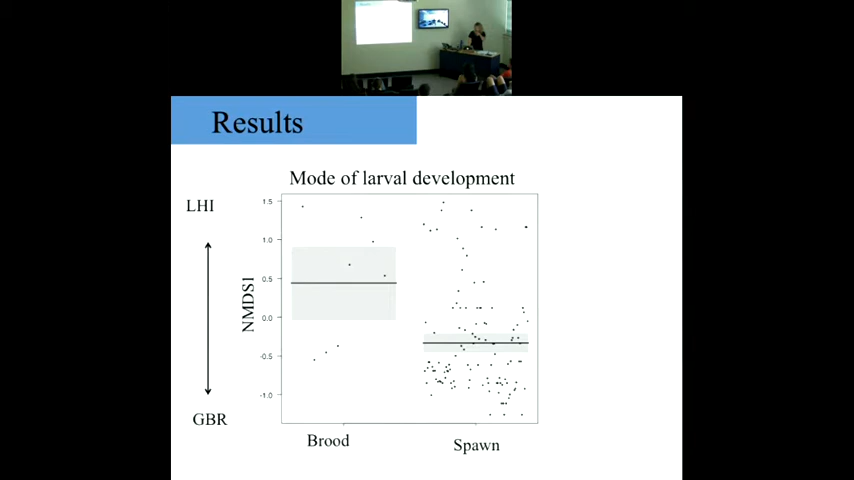 Results
Mode of larval development
LHI
NMDS1
1.5
1.0
0.5
0.0
-0.5
-1.0
GBR
Brood
Spawn